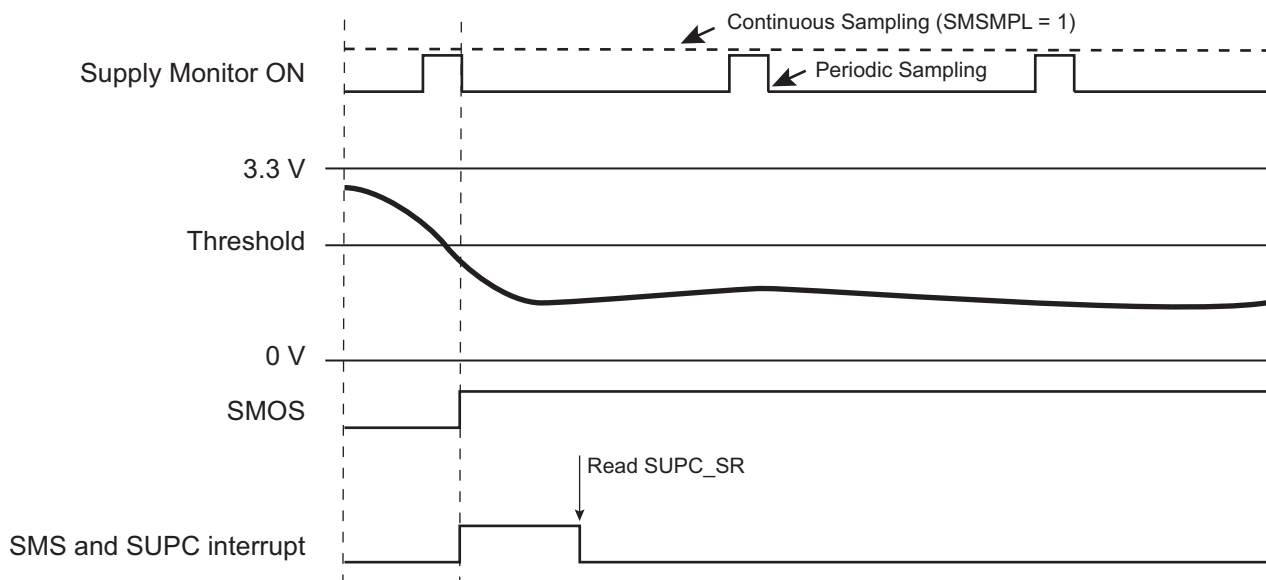 Continuous Sampling (SMSMPL = 1)
Supply Monitor ON
Periodic Sampling
3.3 V
Threshold
0 V
SMOS
Read SUPC_SR
SMS and SUPC interrupt